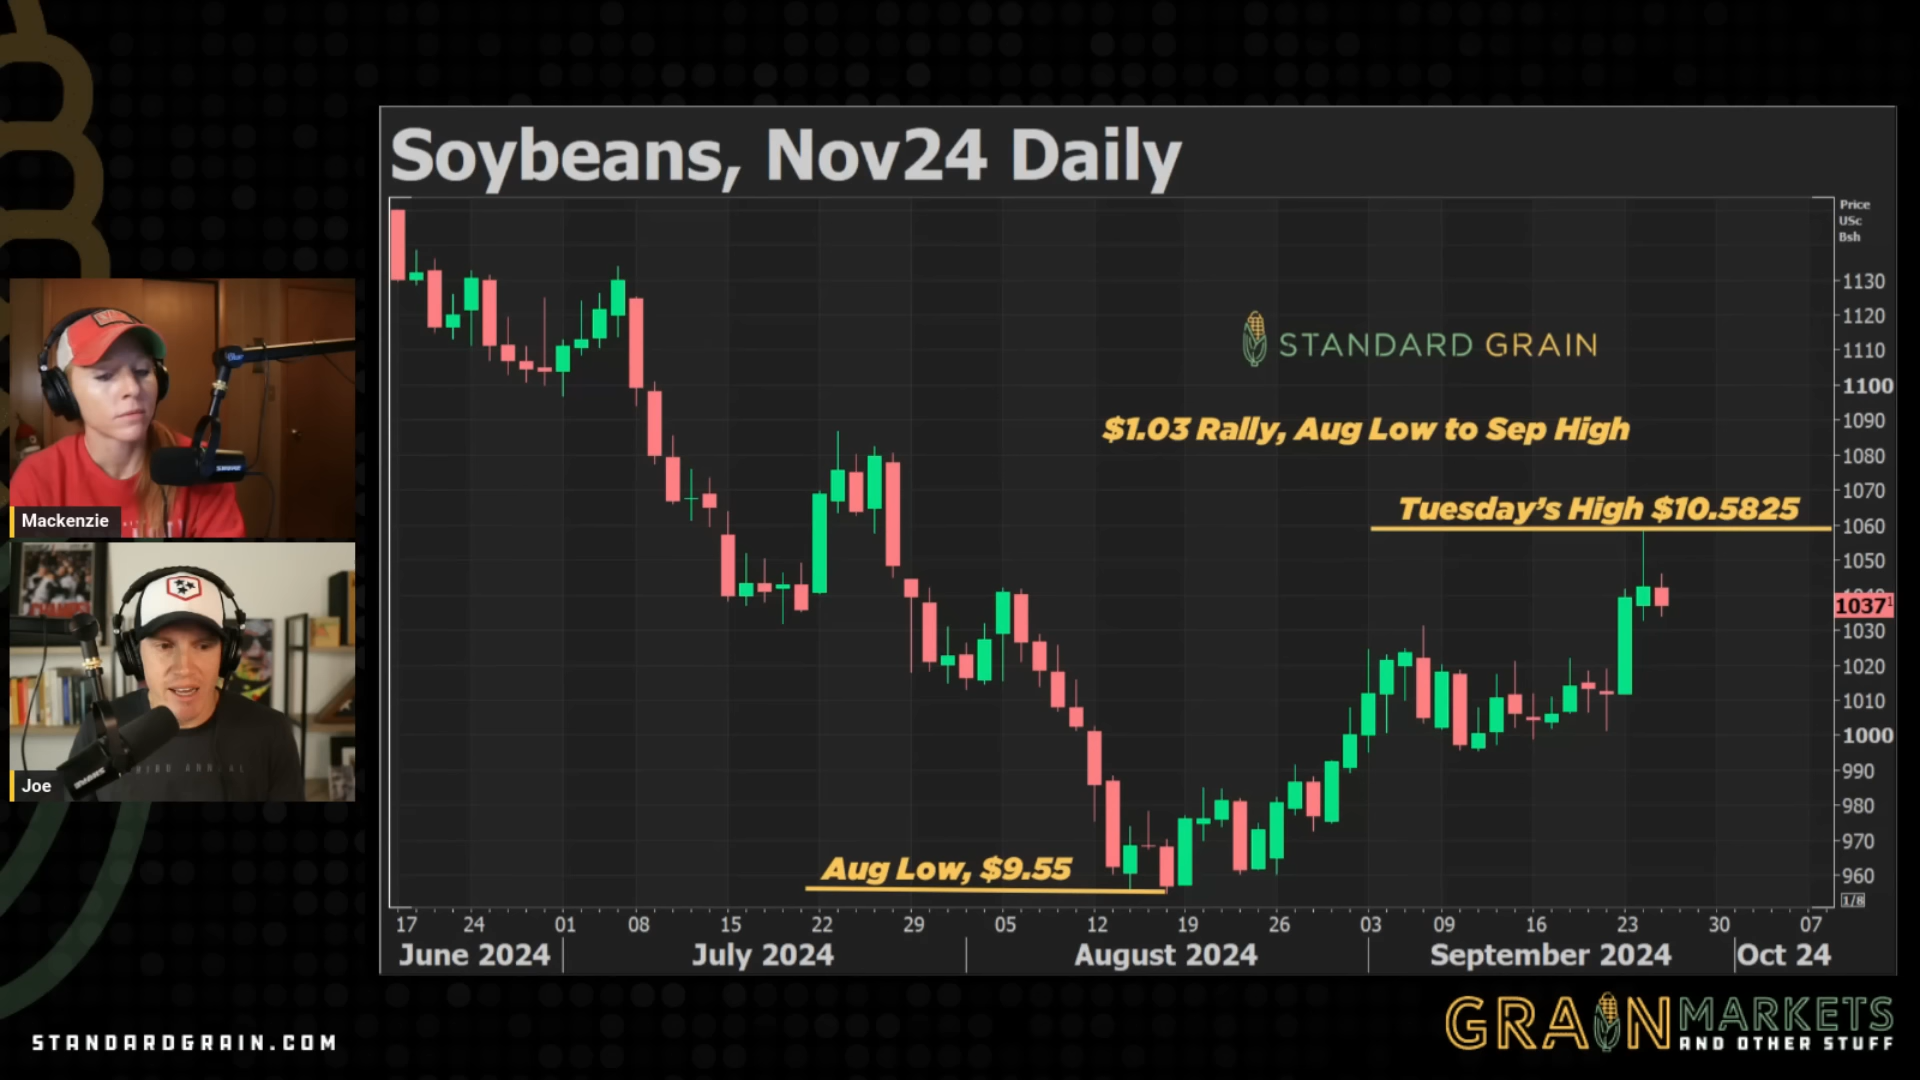 Soybeans, Nov24 Daily
Price
USc
Bsh
1130
1120
1110
1100
1090
1080
1070
1060
1050
1037¹
1030
1020
1010
1000
990
980
970
960
1/8
STANDARD GRAIN
$1.03 Rally, Aug Low to Sep High
Tuesday's High $10.5825
Aug Low, $9.55
17 24 01 08 15 22 29 05 12 19 26 03 09 16 23 30 07
June 2024 July 2024 August 2024 September 2024 Oct 24
Mackenzie
Joe
STANDARDGRAIN.COM
GRAIN MARKETS
AND OTHER STUFF